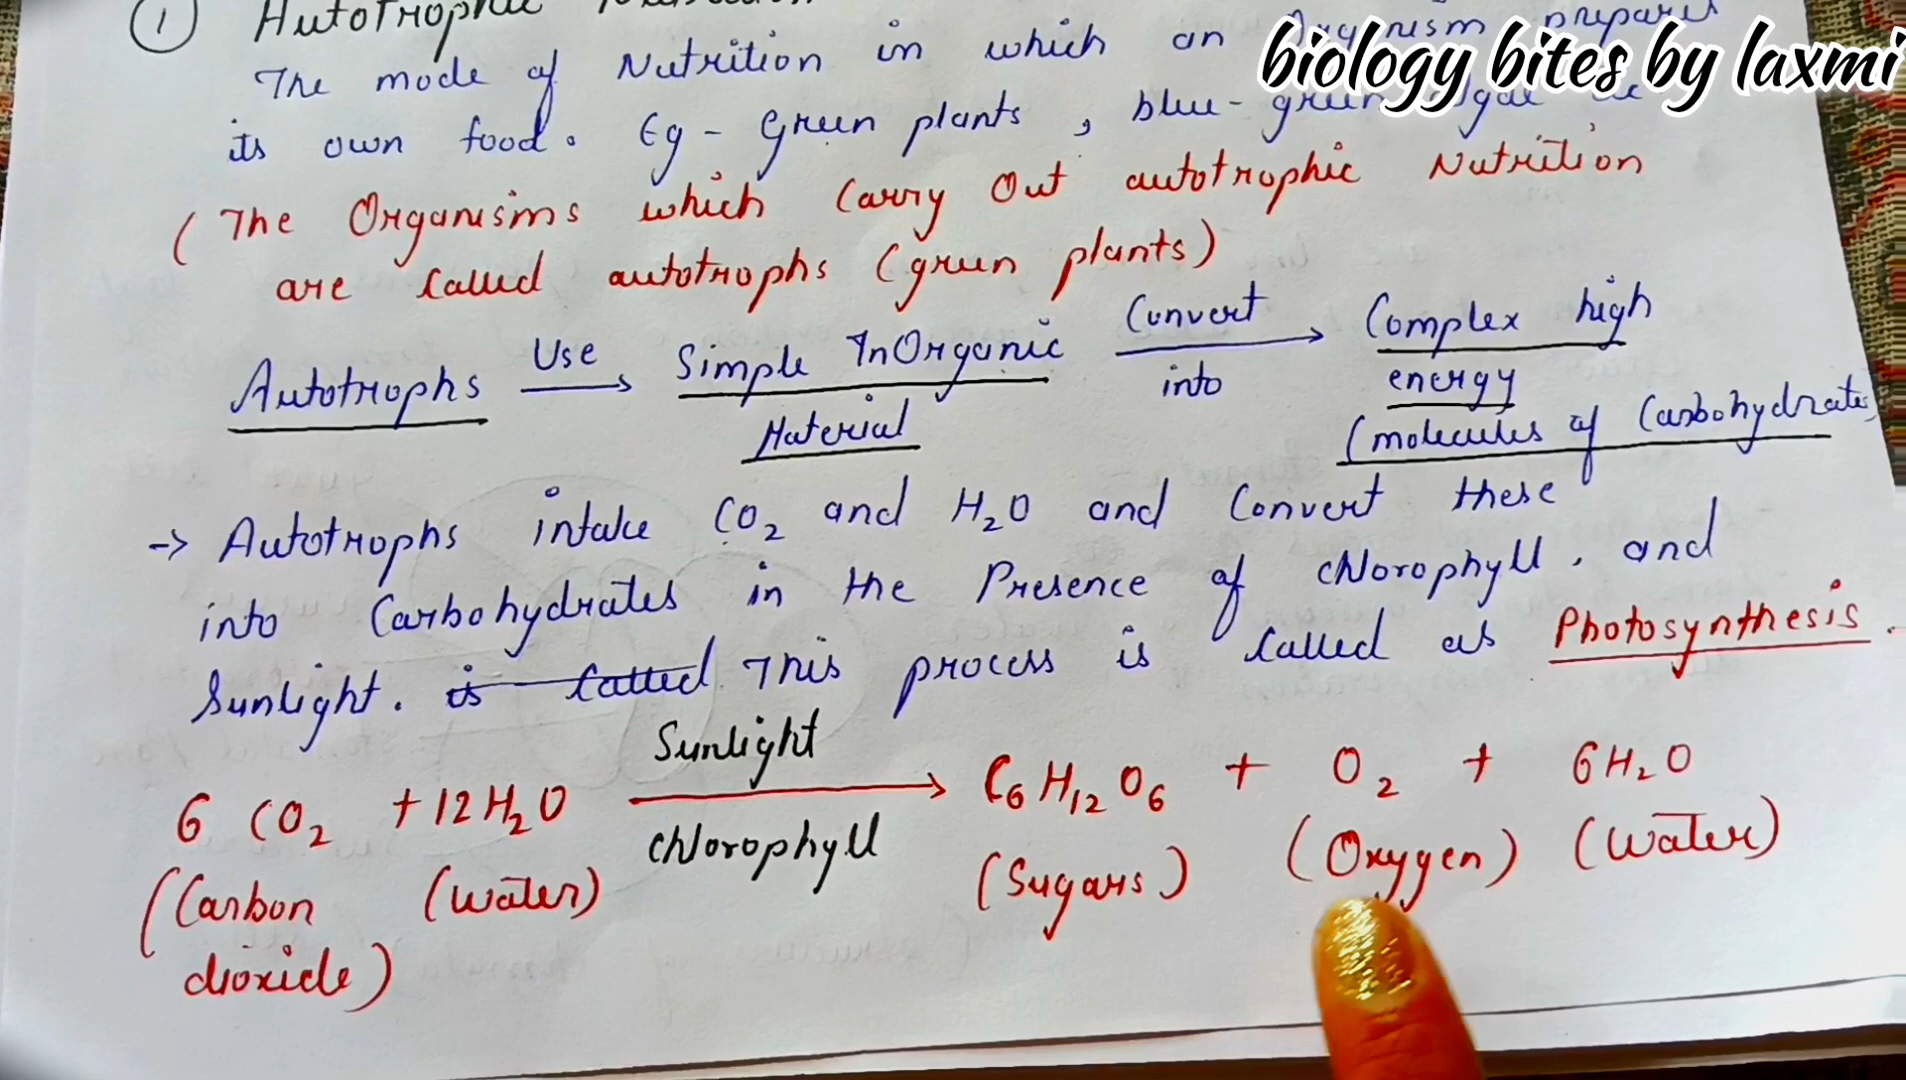 ① Autotrophic
The mode of Nutrition in which an Organism prepares
biology bites by laxmi
its own food. Eg - Green plants, blue-green algae
(The Organisms which Carry Out autotrophic Nutrition
are called autotrophs (green plants)
Autotrophs Use → Simple InOrganic Material Convert into → Complex high energy (molecules of Carbohydrates
→ Autotrophs intake CO₂ and H₂O and Convert these
into Carbohydrates in the Presence of chlorophyll. and
Sunlight. is called This process is called as Photosynthesis.
6 CO₂ + 12 H₂O Sunlight → chlorophyll C₆H₁₂O₆ + O₂ + 6H₂O
(Carbon dioxide) (Water) (Sugars) (Oxygen) (Water)